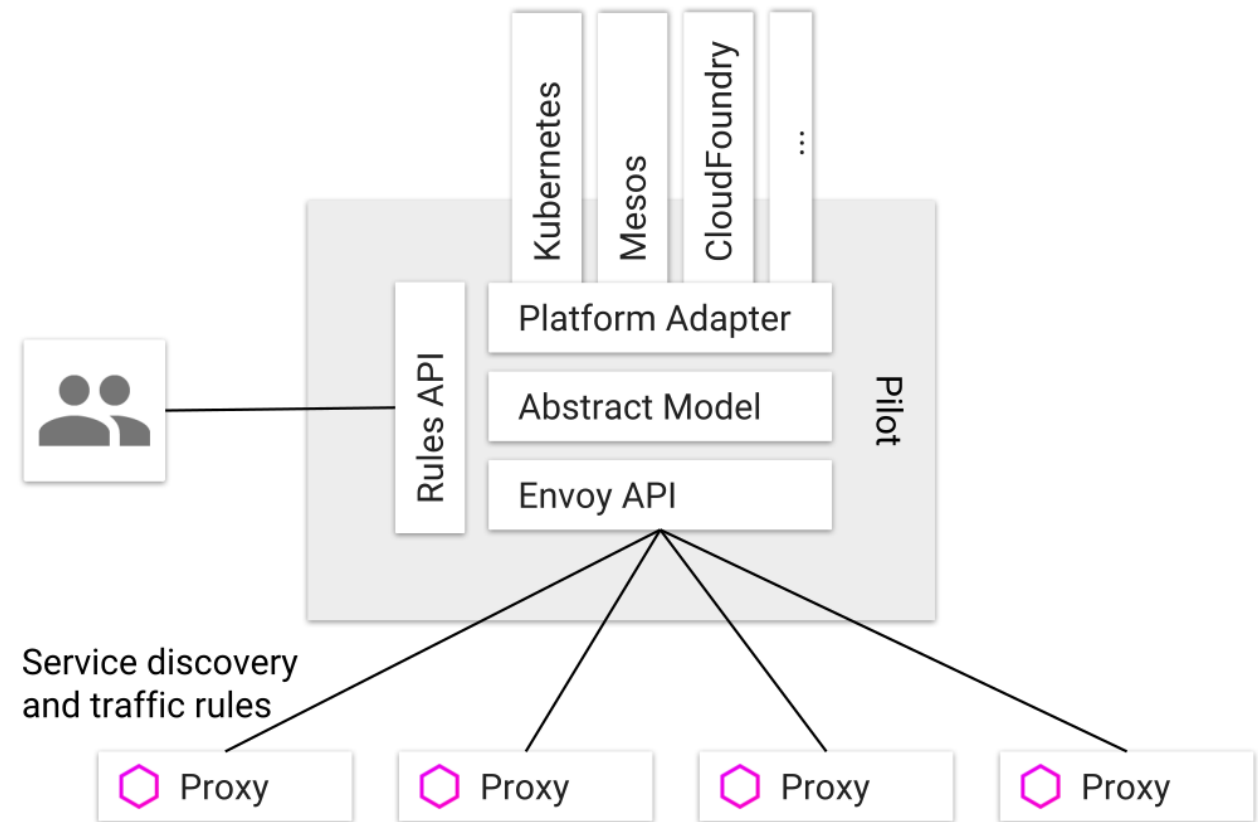 Kubernetes
Mesos
CloudFoundry
...
Rules API
Platform Adapter
Abstract Model
Envoy API
Pilot
Service discovery
and traffic rules
Proxy
Proxy
Proxy
Proxy